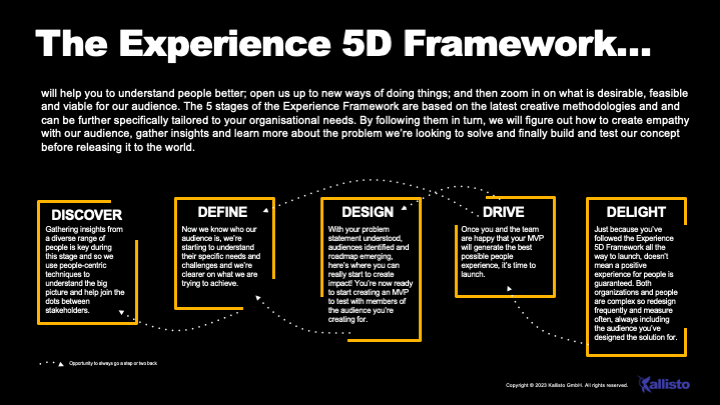 The Experience 5D Framework...
will help you to understand people better; open us up to new ways of doing things; and then zoom in on what is desirable, feasible
and viable for our audience. The 5 stages of the Experience Framework are based on the latest creative methodologies and and
can be further specifically tailored to your organisational needs. By following them in turn, we will figure out how to create empathy
with our audience, gather insights and learn more about the problem we're looking to solve and finally build and test our concept
before releasing it to the world.
DISCOVER
Gathering insights from
a diverse range of
people is key during
this stage and so we
use people-centric
techniques to
understand the big
picture and help join the
dots between
stakeholders.
DEFINE
Now we know who our
audience is, we're
starting to understand
their specific needs and
challenges and we're
clearer on what we are
trying to achieve.
DESIGN
With your problem
statement understood,
audiences identified and
roadmap emerging,
here's where you can
really start to create
impact! You're now ready
to start creating an MVP
to test with members of
the audience you're
creating for.
DRIVE
Once you and the team
are happy that your MVP
will generate the best
possible people
experience, it's time to
launch.
DELIGHT
Just because you've
followed the Experience
5D Framework all the
way to launch, doesn't
mean a positive
experience for people is
guaranteed. Both
organizations and people
are complex so redesign
frequently and measure
often, always including
the audience you've
designed the solution for.
Opportunity to always go a step or two back
Copyright © 2023 Kallisto GmbH. All rights reserved.
Kallisto